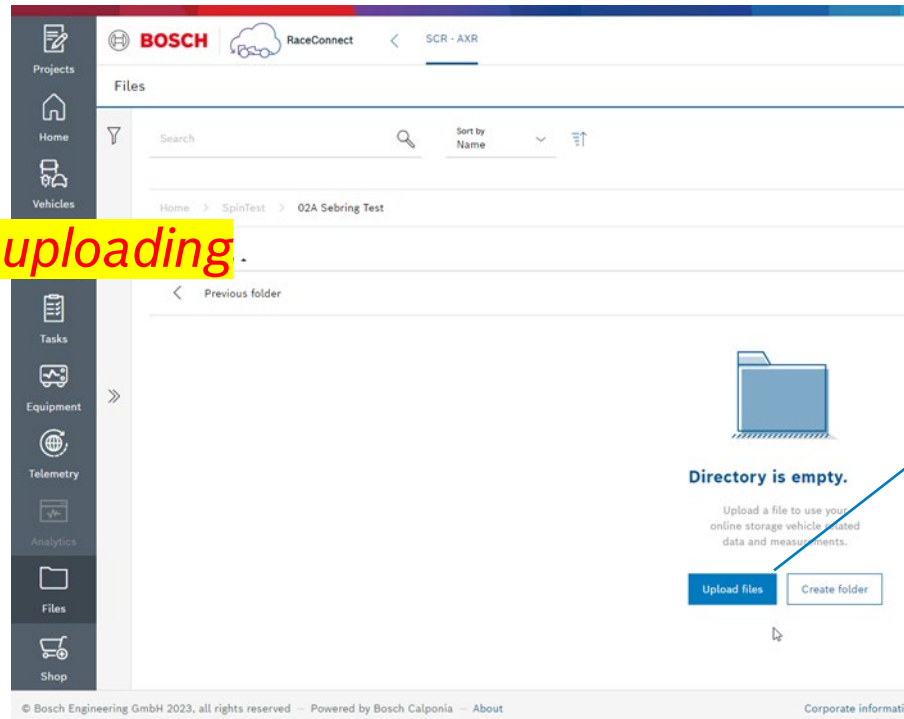 Projects
BOSCH
RaceConnect
SCR - AXR
Files
Home
Search
Sort by
Name
Vehicles
Home > SpinTest > 02A Sebring Test
uploading
Previous folder
Tasks
Equipment
Telemetry
Directory is empty.
Upload a file to use your
online storage vehicle related
data and measurements.
Analytics
Upload files
Create folder
Files
Shop
© Bosch Engineering GmbH 2023, all rights reserved — Powered by Bosch Calponia — About
Corporate informati